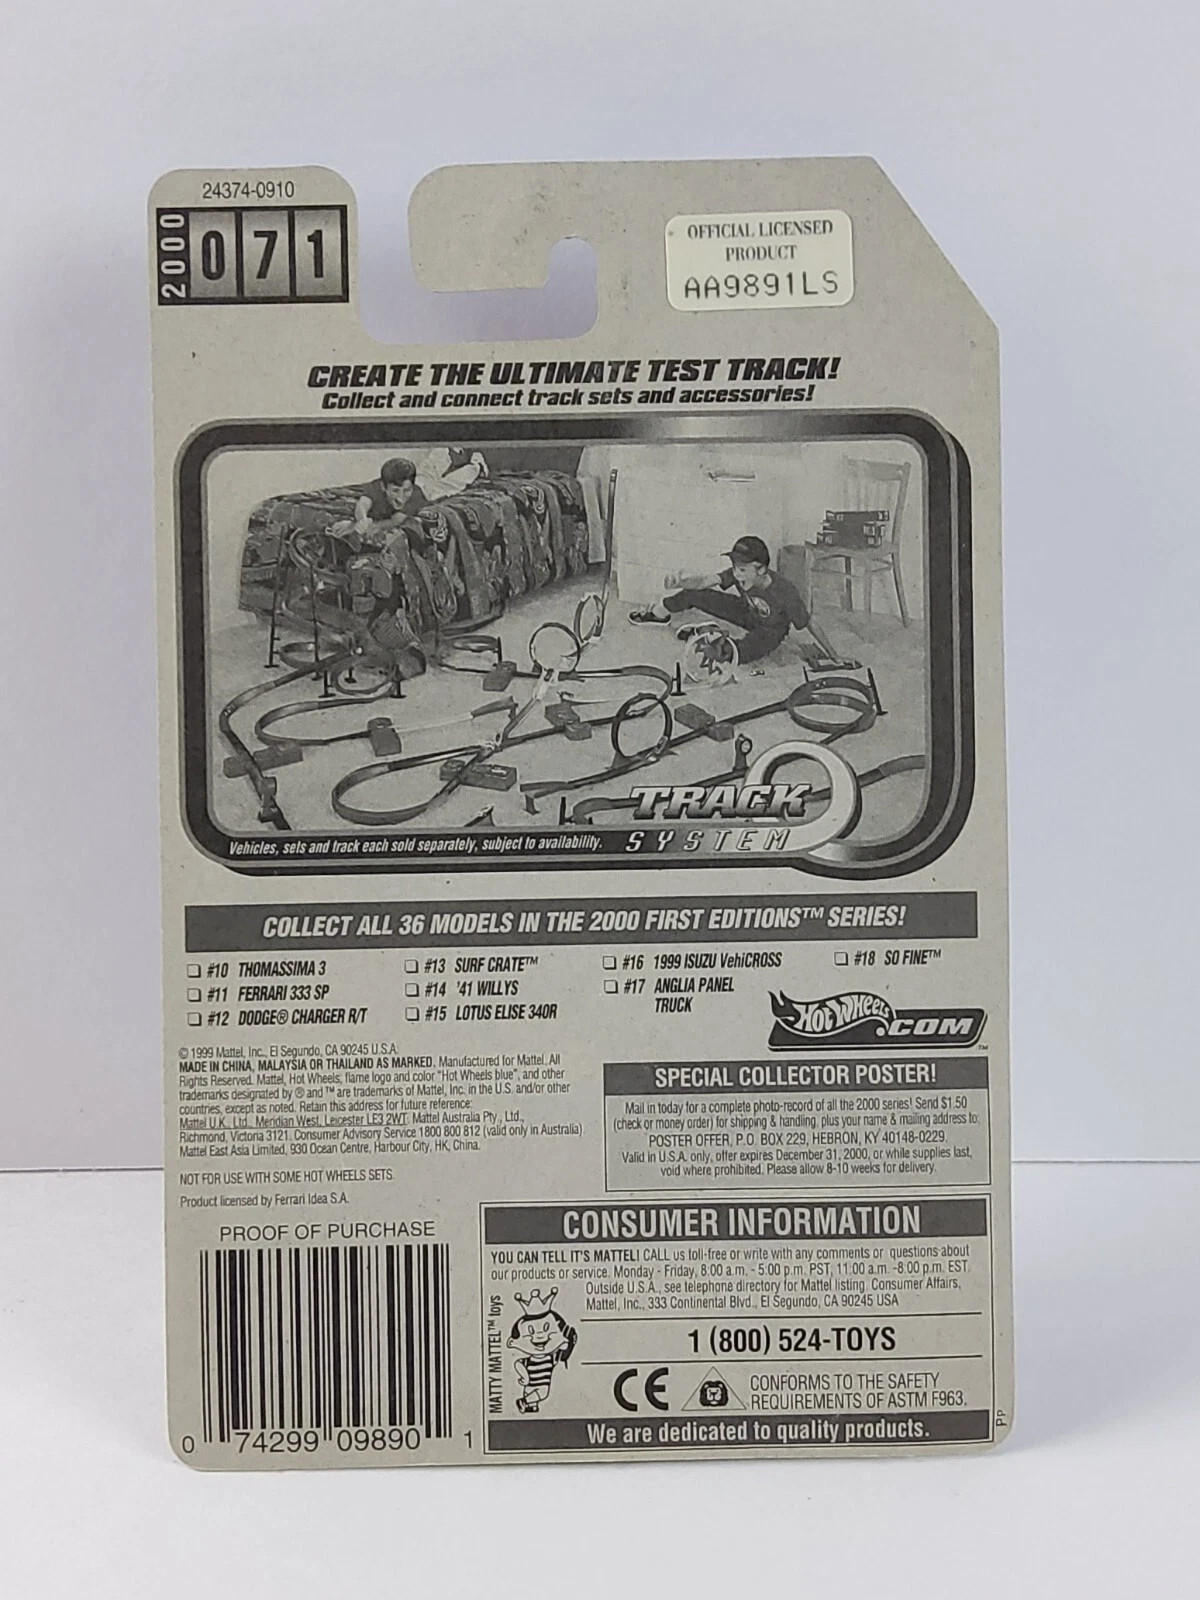 24374-0910
2000
071
OFFICIAL LICENSED
PRODUCT
AA9891LS
CREATE THE ULTIMATE TEST TRACK!
Collect and connect track sets and accessories!
TRACK
SYSTEM
Vehicles, sets and track each sold separately, subject to availability.
COLLECT ALL 36 MODELS IN THE 2000 FIRST EDITIONS™ SERIES!
#10 THOMASSIMA 3
#11 FERRARI 333 SP
#12 DODGE® CHARGER R/T
#13 SURF CRATE™
#14 '41 WILLYS
#15 LOTUS ELISE 340R
#16 1999 ISUZU VehiCROSS
#17 ANGLIA PANEL
TRUCK
#18 SO FINE™
Hot Wheels
.COM™
© 1999 Mattel, Inc., El Segundo, CA 90245 U.S.A.
MADE IN CHINA, MALAYSIA OR THAILAND AS MARKED. Manufactured for Mattel. All
Rights Reserved. Mattel, Hot Wheels, flame logo and color "Hot Wheels blue", and other
trademarks designated by ® and ™ are trademarks of Mattel, Inc. in the U.S. and/or other
countries, except as noted. Retain this address for future reference:
Mattel U.K. Ltd., Meridian West, Leicester LE3 2WT. Mattel Australia Pty., Ltd.,
Richmond, Victoria 3121. Consumer Advisory Service 1800 800 812 (valid only in Australia).
Mattel East Asia Limited, 930 Ocean Centre, Harbour City, HK, China.
NOT FOR USE WITH SOME HOT WHEELS SETS.
Product licensed by Ferrari Idea S.A.
SPECIAL COLLECTOR POSTER!
Mail in today for a complete photo-record of all the 2000 series! Send $1.50
(check or money order) for shipping & handling, plus your name & mailing address to:
POSTER OFFER, P.O. BOX 229, HEBRON, KY 40148-0229.
Valid in U.S.A. only, offer expires December 31, 2000, or while supplies last,
void where prohibited. Please allow 8-10 weeks for delivery.
PROOF OF PURCHASE
0 74299 09890 1
CONSUMER INFORMATION
YOU CAN TELL IT'S MATTEL! CALL us toll-free or write with any comments or questions about
our products or service. Monday - Friday, 8:00 a.m. - 5:00 p.m. PST, 11:00 a.m. -8:00 p.m. EST.
Outside U.S.A., see telephone directory for Mattel listing. Consumer Affairs,
Mattel, Inc., 333 Continental Blvd., El Segundo, CA 90245 USA
MATTY MATTEL™ toys
1 (800) 524-TOYS
CE
CONFORMS TO THE SAFETY
REQUIREMENTS OF ASTM F963.
We are dedicated to quality products.
PP